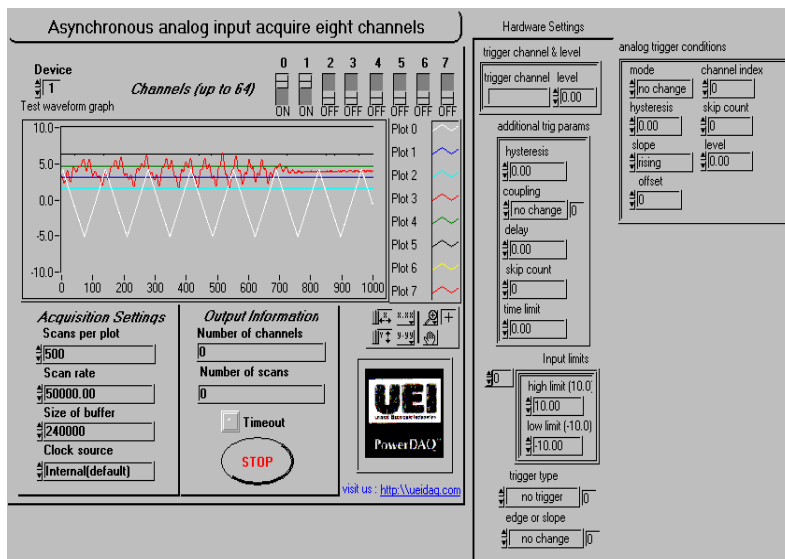 Asynchronous analog input acquire eight channels
Device
1
Channels (up to 64)
0 1 2 3 4 5 6 7
ON ON OFF OFF OFF OFF OFF OFF
Test waveform graph
10.0
5.0
0.0
-5.0
-10.0
0 100 200 300 400 500 600 700 800 900 1000
Plot 0
Plot 1
Plot 2
Plot 3
Plot 4
Plot 5
Plot 6
Plot 7
Acquisition Settings
Scans per plot
500
Scan rate
50000.00
Size of buffer
240000
Clock source
Internal(default)
Output Information
Number of channels
0
Number of scans
0
Timeout
STOP
X x.xx
Y y.yy
UEI
PowerDAQ™
visit us : http:\\ueidaq.com
Hardware Settings
trigger channel & level
trigger channel level
0.00
additional trig params
hysteresis
0.00
coupling
no change 0
delay
0.00
skip count
0
time limit
0.00
Input limits
0
high limit (10.0)
10.00
low limit (-10.0)
-10.00
trigger type
no trigger 0
edge or slope
no change 0
analog trigger conditions
mode channel index
no change 0
hysteresis skip count
0.00 0
slope level
rising 0.00
offset
0